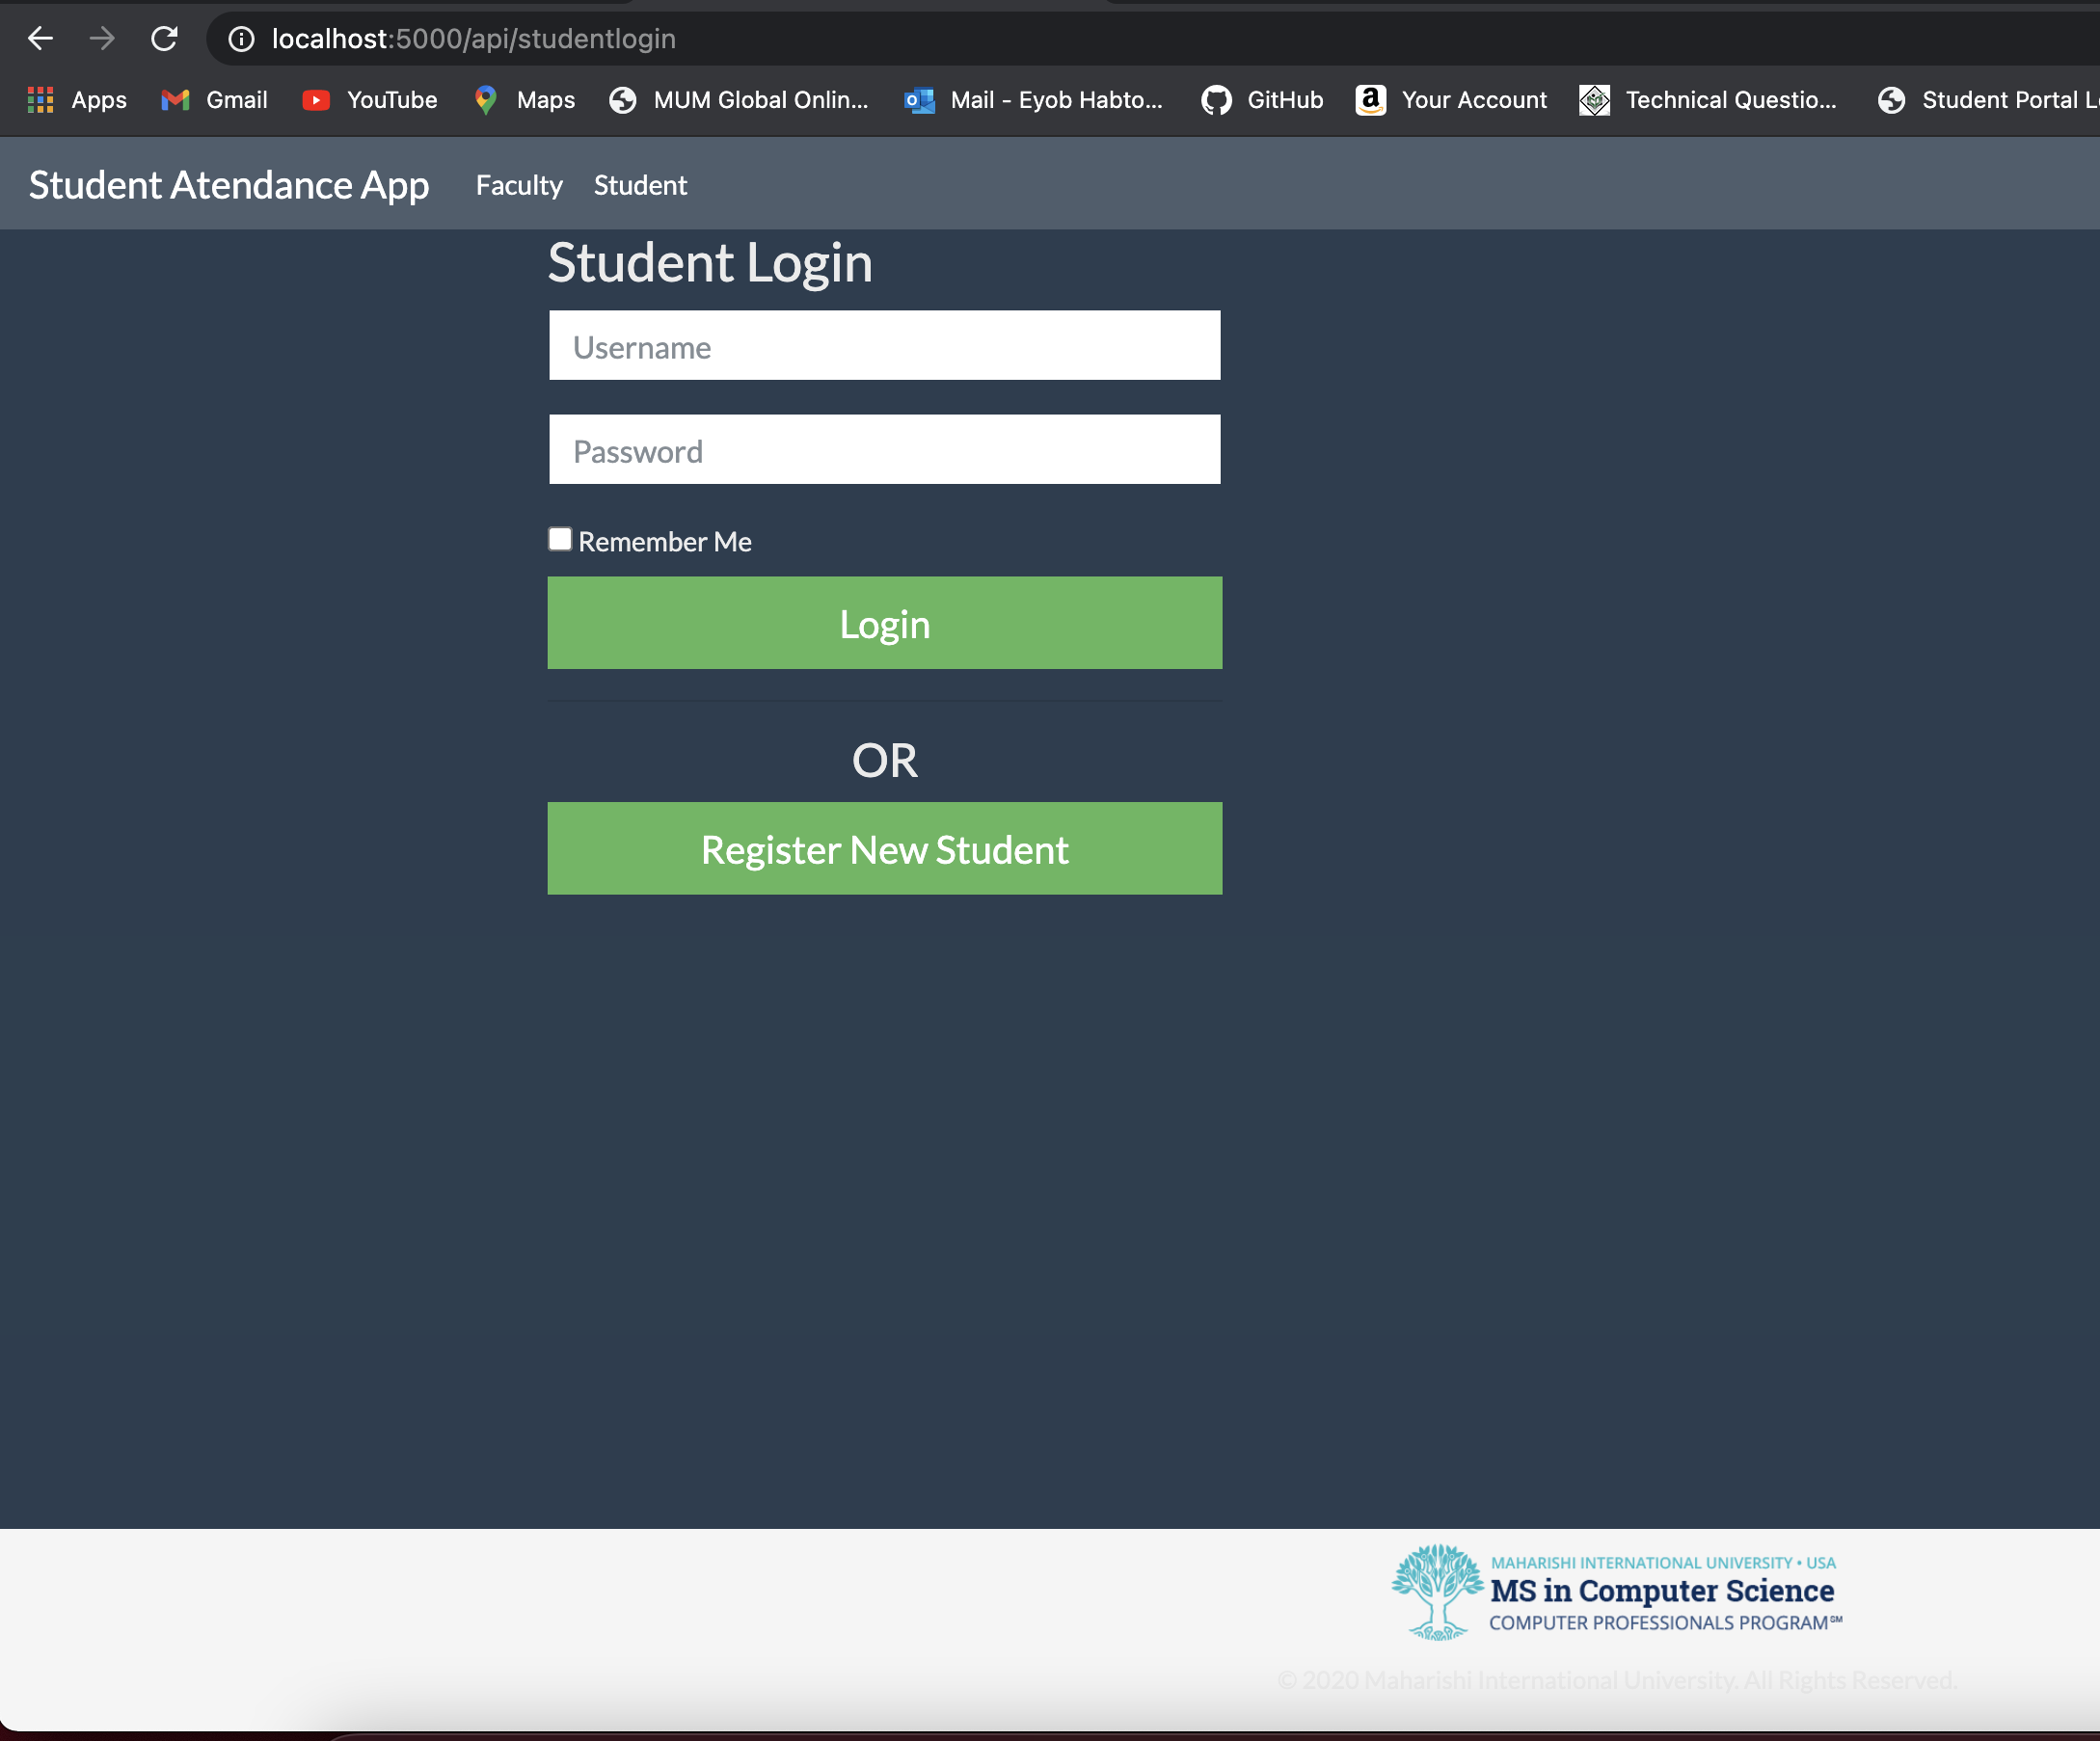 localhost:5000/api/studentlogin
Apps Gmail YouTube Maps MUM Global Onlin... Mail - Eyob Habto... GitHub Your Account Technical Questio... Student Portal L
Student Atendance App Faculty Student
Student Login
Username
Password
Remember Me
Login
OR
Register New Student
MAHARISHI INTERNATIONAL UNIVERSITY • USA
MS in Computer Science
COMPUTER PROFESSIONALS PROGRAM℠
© 2020 Maharishi International University. All Rights Reserved.